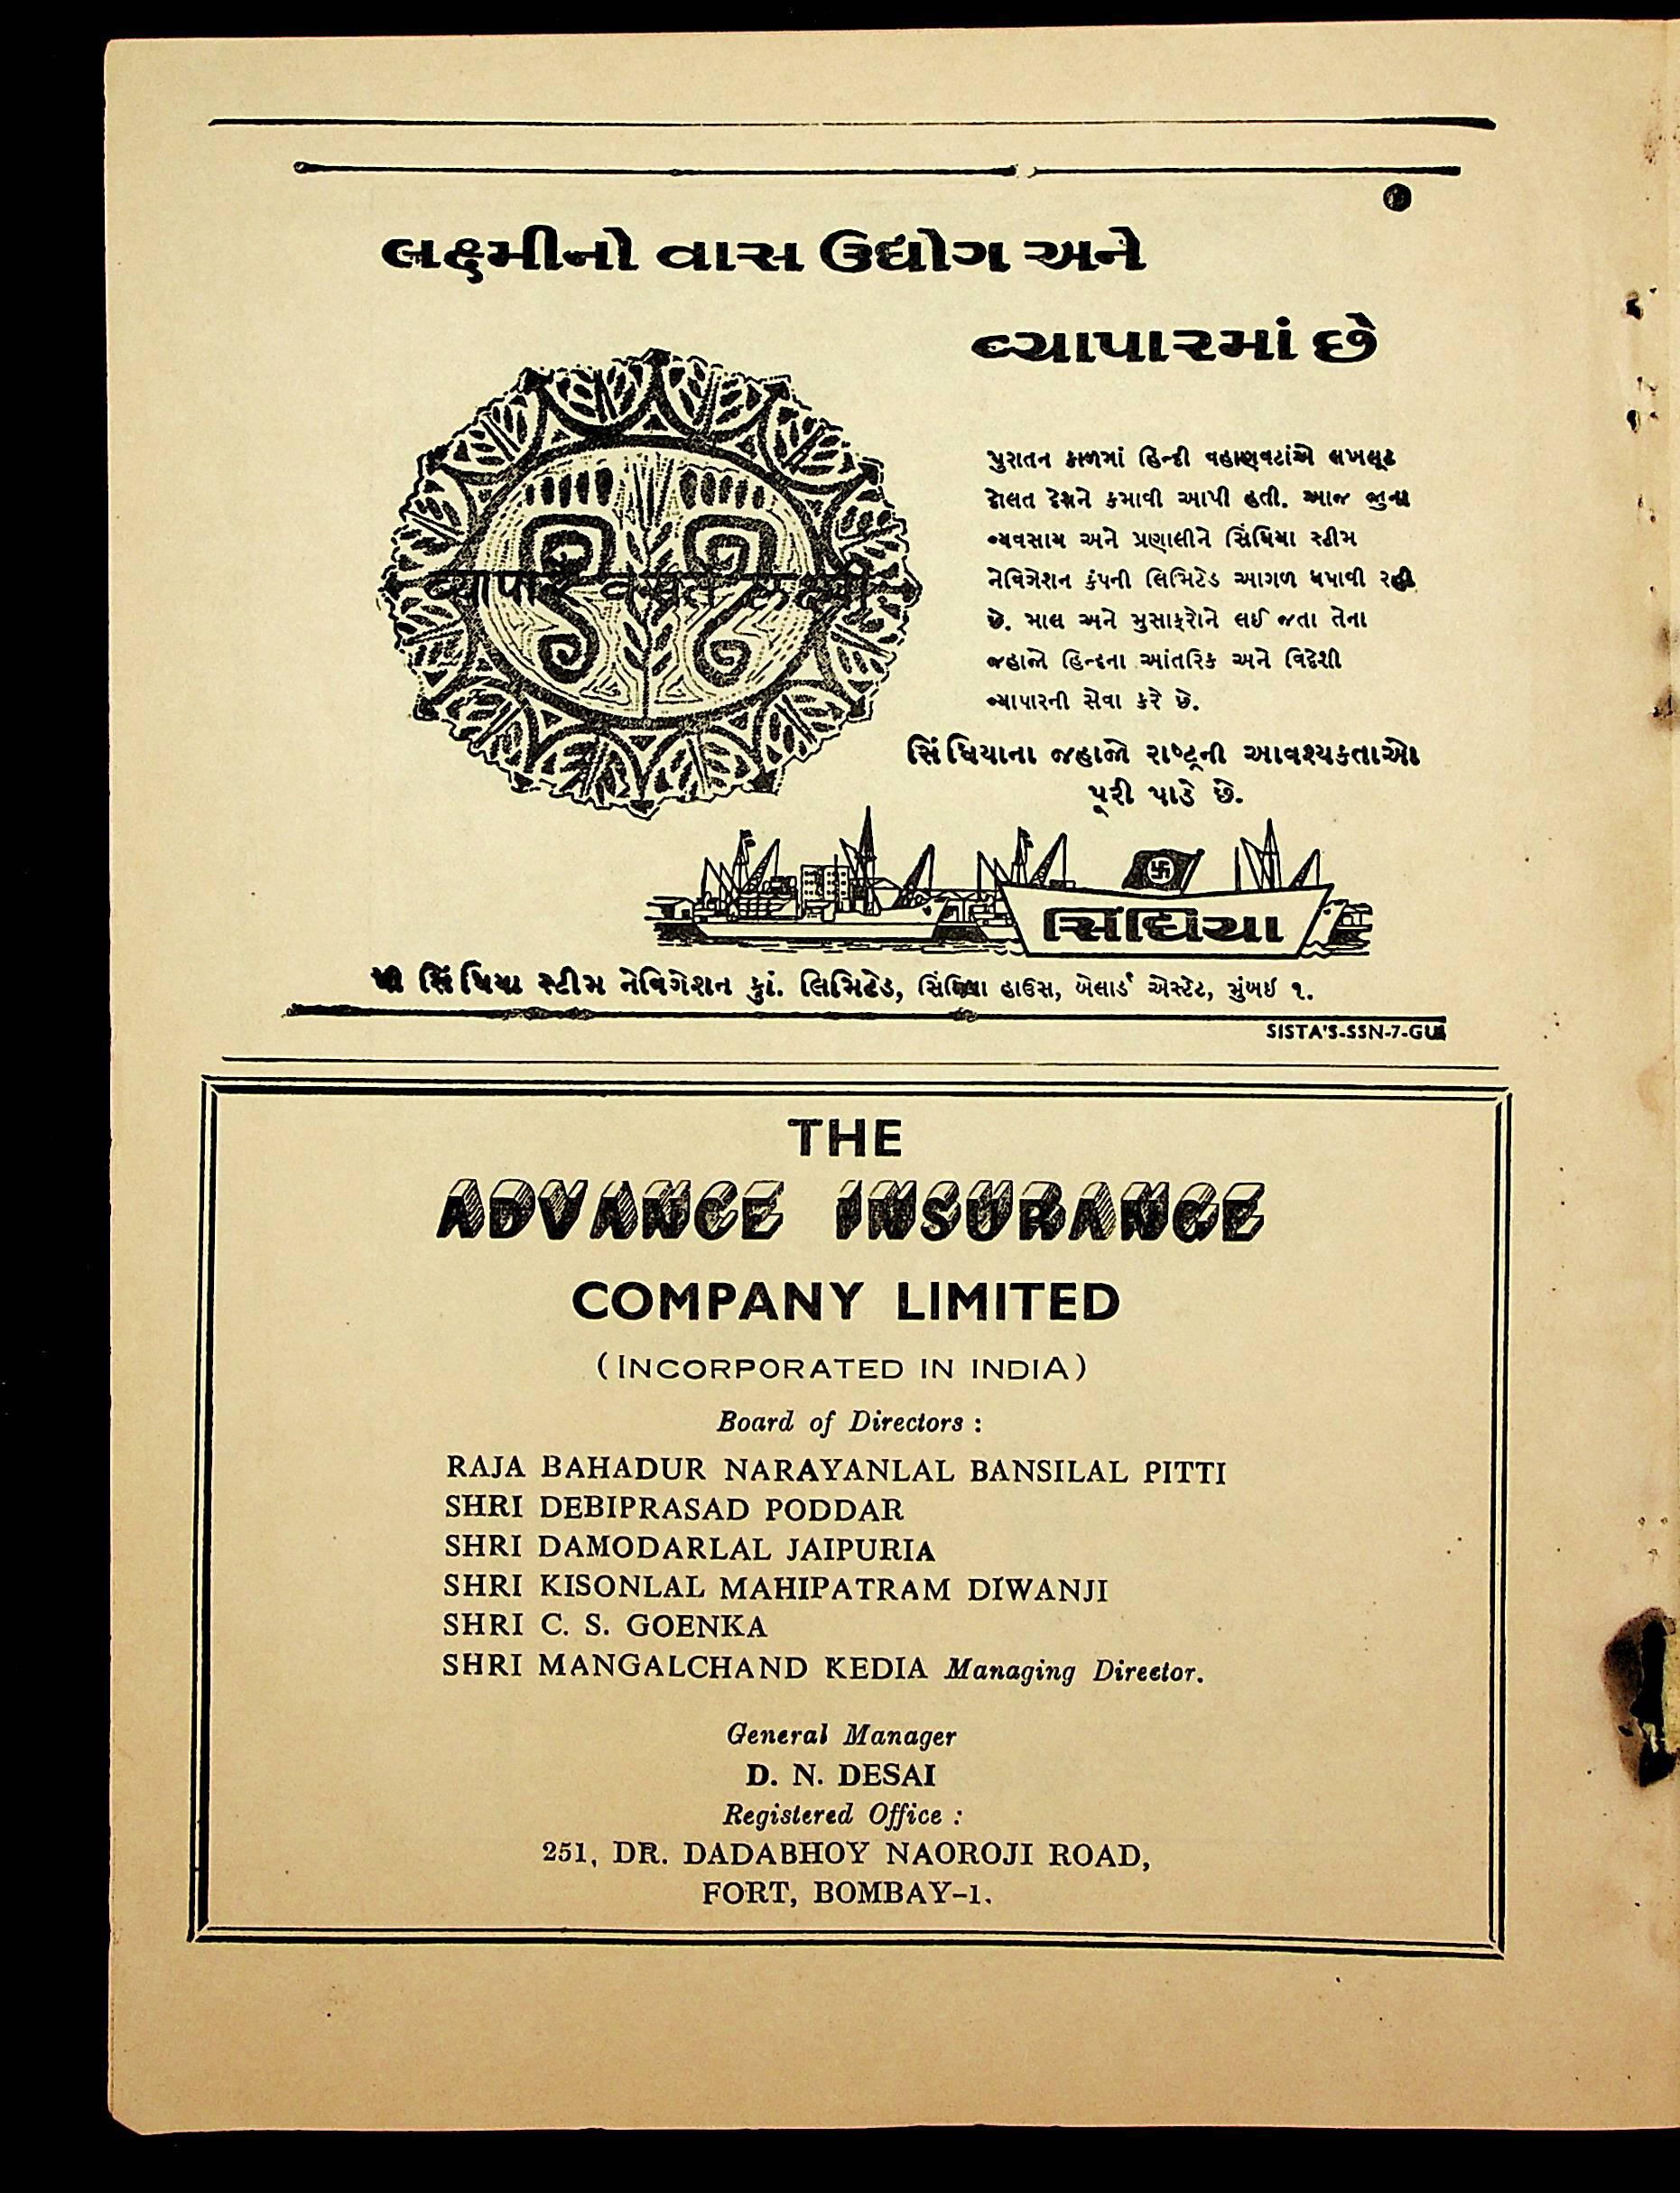 લક્ષ્મીનો વાસ ઉદ્યોગ અને
વ્યાપારમાં છે
व्यापारे वसते लक्ष्मी
પુરાતન કાળમાં હિન્દી વહાણવટાંએ લખલૂટ
દોલત દેશને કમાવી આપી હતી. આજ જુના
વ્યવસાય અને પ્રણાલીને સિંધિયા સ્ટીમ
નેવિગેશન કંપની લિમિટેડ આગળ ધપાવી રહી
છે. માલ અને મુસાફરોને લઈ જતા તેના
જહાજો હિન્દના આંતરિક અને વિદેશી
વ્યાપારની સેવા કરે છે.
સિંધિયાના જહાજો રાષ્ટ્રની આવશ્યકતાઓ
પૂરી પાડે છે.
સિંધિયા
ધી સિંધિયા સ્ટીમ નેવિગેશન કું. લિમિટેડ, સિંધિયા હાઉસ, બેલાર્ડ એસ્ટેટ, મુંબઈ ૧.
SISTA'S-SSN-7-GUJ
THE
ADVANCE INSURANCE
COMPANY LIMITED
(INCORPORATED IN INDIA)
Board of Directors :
RAJA BAHADUR NARAYANLAL BANSILAL PITTI
SHRI DEBIPRASAD PODDAR
SHRI DAMODARLAL JAIPURIA
SHRI KISONLAL MAHIPATRAM DIWANJI
SHRI C. S. GOENKA
SHRI MANGALCHAND KEDIA Managing Director.
General Manager
D. N. DESAI
Registered Office :
251, DR. DADABHOY NAOROJI ROAD,
FORT, BOMBAY-1.